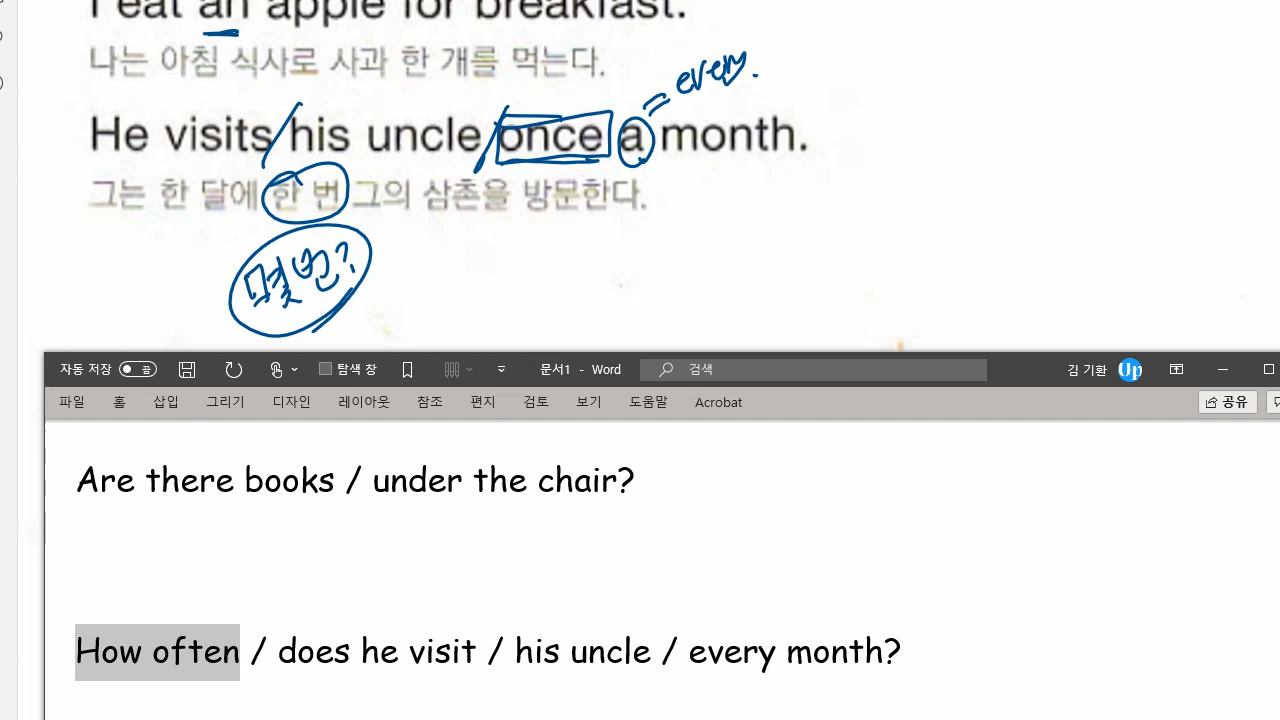 I eat an apple for breakfast.
나는 아침 식사로 사과 한 개를 먹는다.
= every.
He visits / his uncle / once a month.
그는 한 달에 한 번 그의 삼촌을 방문한다.
몇 번?
자동 저장 끔 탐색 창 문서1 - Word 검색 김 기환 Up
파일 홈 삽입 그리기 디자인 레이아웃 참조 편지 검토 보기 도움말 Acrobat 공유
Are there books / under the chair?
How often / does he visit / his uncle / every month?